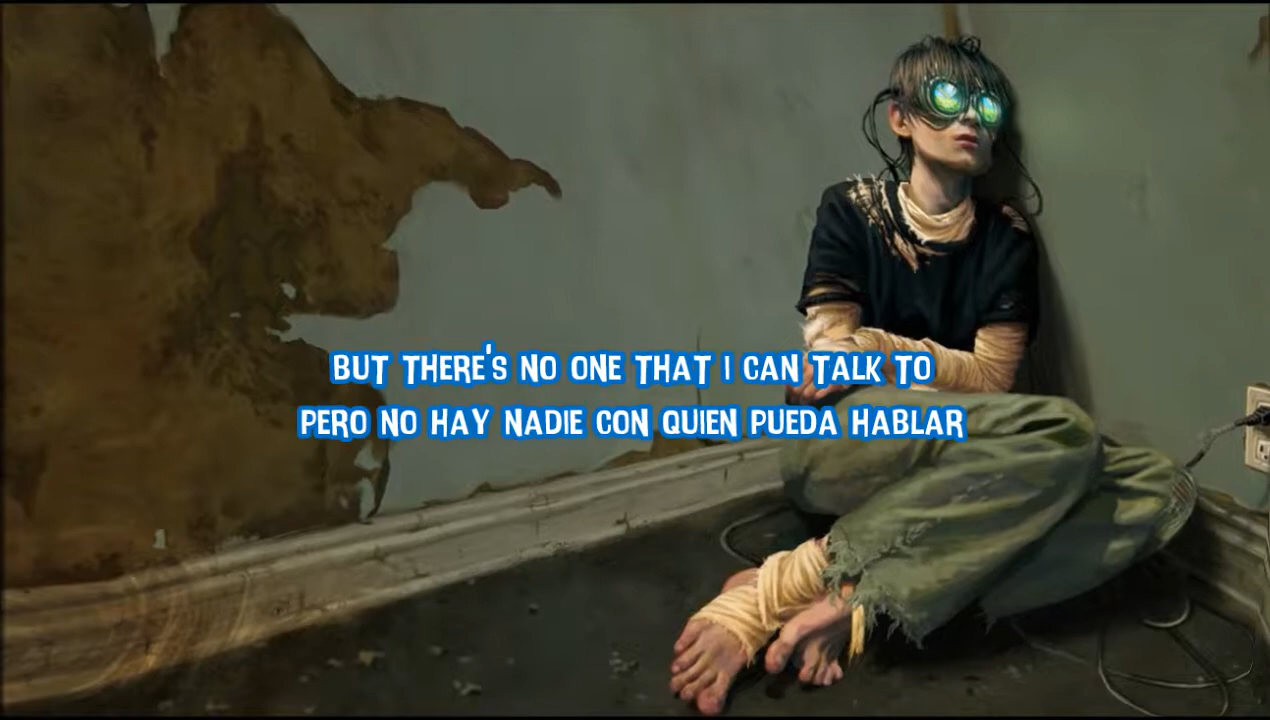 BUT THERE'S NO ONE THAT I CAN TALK TO
PERO NO HAY NADIE CON QUIEN PUEDA HABLAR